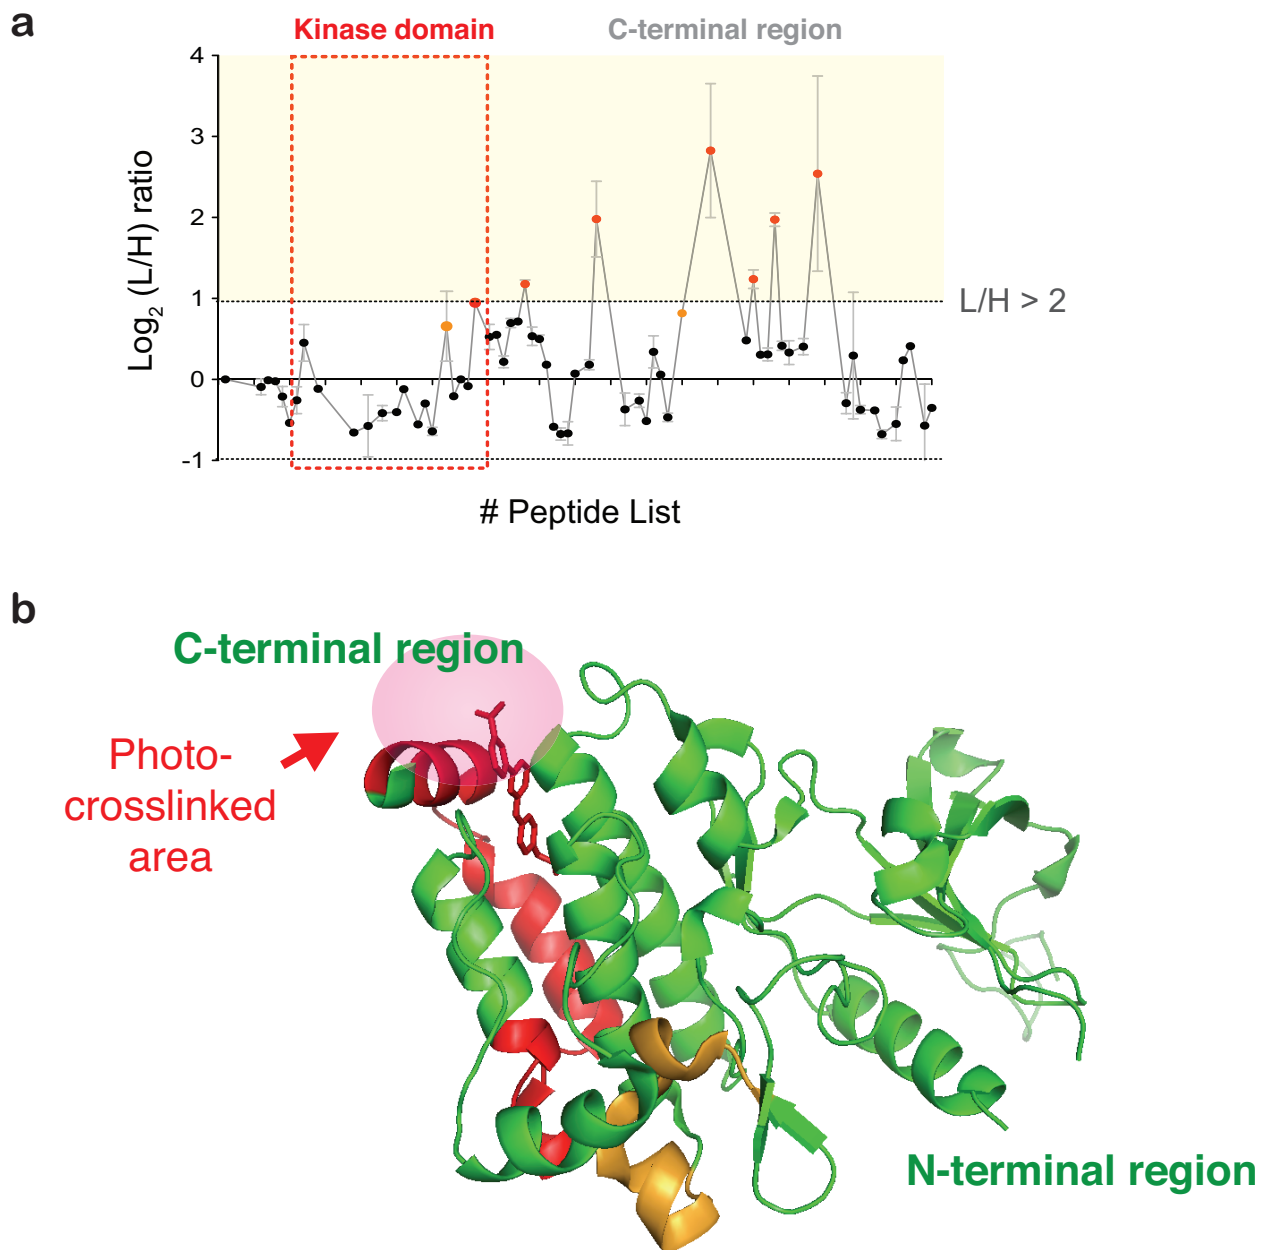 a
Kinase domain
C-terminal region
4
3
2
1
0
-1
Log2 (L/H) ratio
L/H > 2
# Peptide List
b
C-terminal region
Photo-
crosslinked
area
N-terminal region